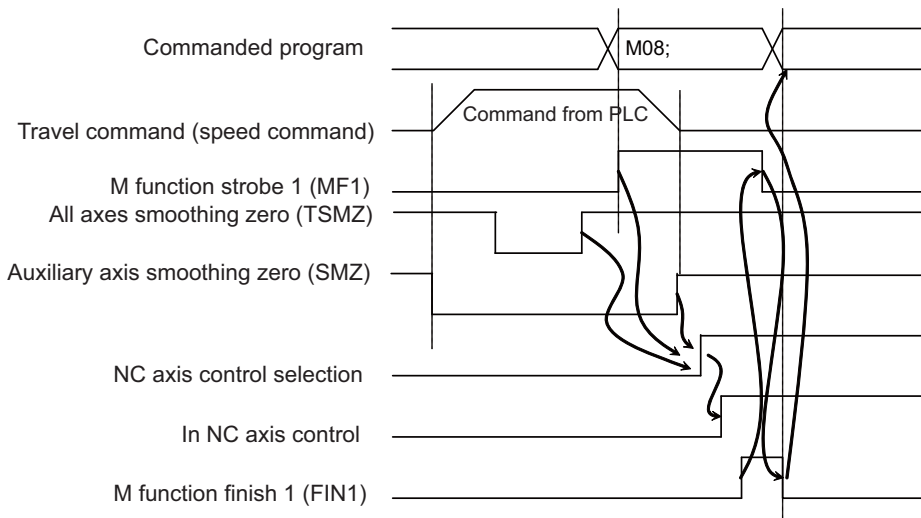 Commanded program
M08;
Command from PLC
Travel command (speed command)
M function strobe 1 (MF1)
All axes smoothing zero (TSMZ)
Auxiliary axis smoothing zero (SMZ)
NC axis control selection
In NC axis control
M function finish 1 (FIN1)